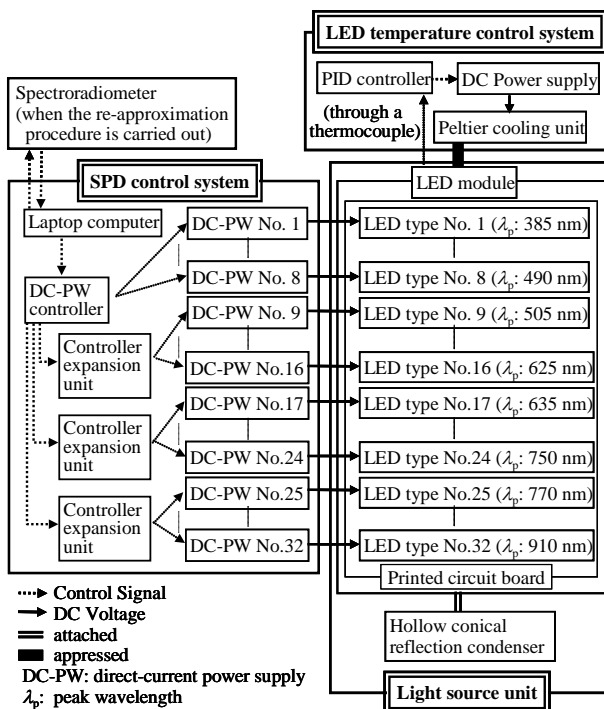 LED temperature control system
PID controller
DC Power supply
(through a
thermocouple)
Peltier cooling unit
Spectroradiometer
(when the re-approximation
procedure is carried out)
SPD control system
LED module
Laptop computer
DC-PW No. 1
LED type No. 1 (λp: 385 nm)
DC-PW
controller
DC-PW No. 8
LED type No. 8 (λp: 490 nm)
DC-PW No. 9
LED type No. 9 (λp: 505 nm)
Controller
expansion
unit
DC-PW No.16
LED type No.16 (λp: 625 nm)
DC-PW No.17
LED type No.17 (λp: 635 nm)
Controller
expansion
unit
DC-PW No.24
LED type No.24 (λp: 750 nm)
DC-PW No.25
LED type No.25 (λp: 770 nm)
Controller
expansion
unit
DC-PW No.32
LED type No.32 (λp: 910 nm)
Printed circuit board
Control Signal
DC Voltage
attached
appressed
DC-PW: direct-current power supply
λp: peak wavelength
Hollow conical
reflection condenser
Light source unit